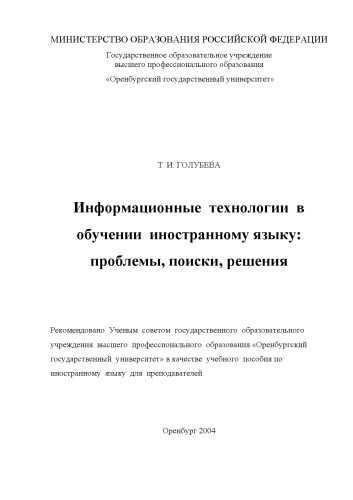 МИНИСТЕРСТВО ОБРАЗОВАНИЯ РОССИЙСКОЙ ФЕДЕРАЦИИ
Государственное образовательное учреждение
высшего профессионального образования
«Оренбургский государственный университет»
Т. И. ГОЛУБЕВА
Информационные технологии в
обучении иностранному языку:
проблемы, поиски, решения
Рекомендовано Ученым советом государственного образовательного
учреждения высшего профессионального образования «Оренбургский
государственный университет» в качестве учебного пособия по
иностранному языку для преподавателей
Оренбург 2004